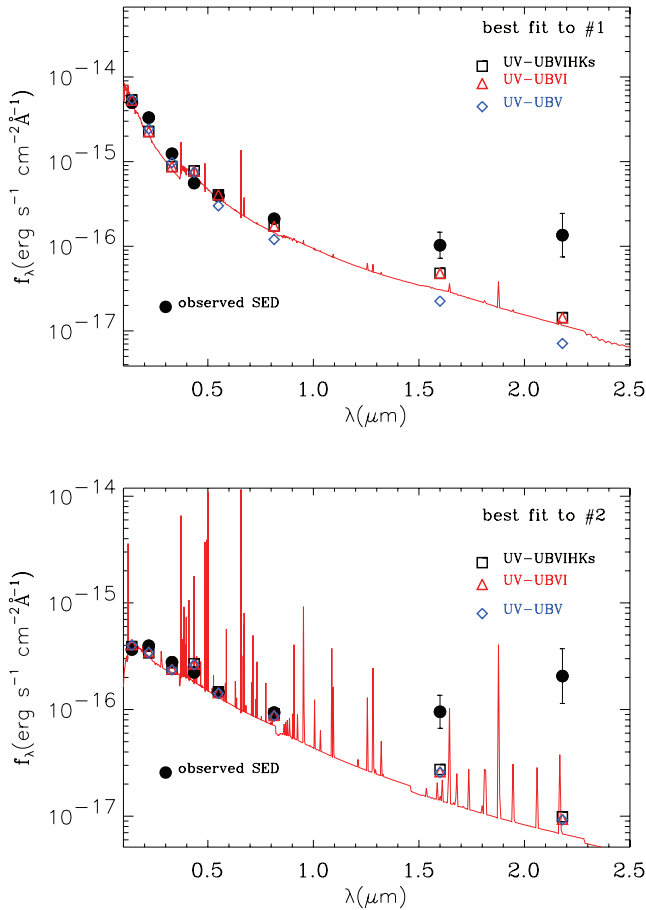 best fit to #1
UV-UBVIHKs
UV-UBVI
UV-UBV
10⁻¹⁴
10⁻¹⁵
10⁻¹⁶
10⁻¹⁷
fλ(erg s⁻¹ cm⁻²Å⁻¹)
observed SED
0.5 1.0 1.5 2.0 2.5
λ(μm)
best fit to #2
UV-UBVIHKs
UV-UBVI
UV-UBV
10⁻¹⁴
10⁻¹⁵
10⁻¹⁶
10⁻¹⁷
fλ(erg s⁻¹ cm⁻²Å⁻¹)
observed SED
0.5 1.0 1.5 2.0 2.5
λ(μm)